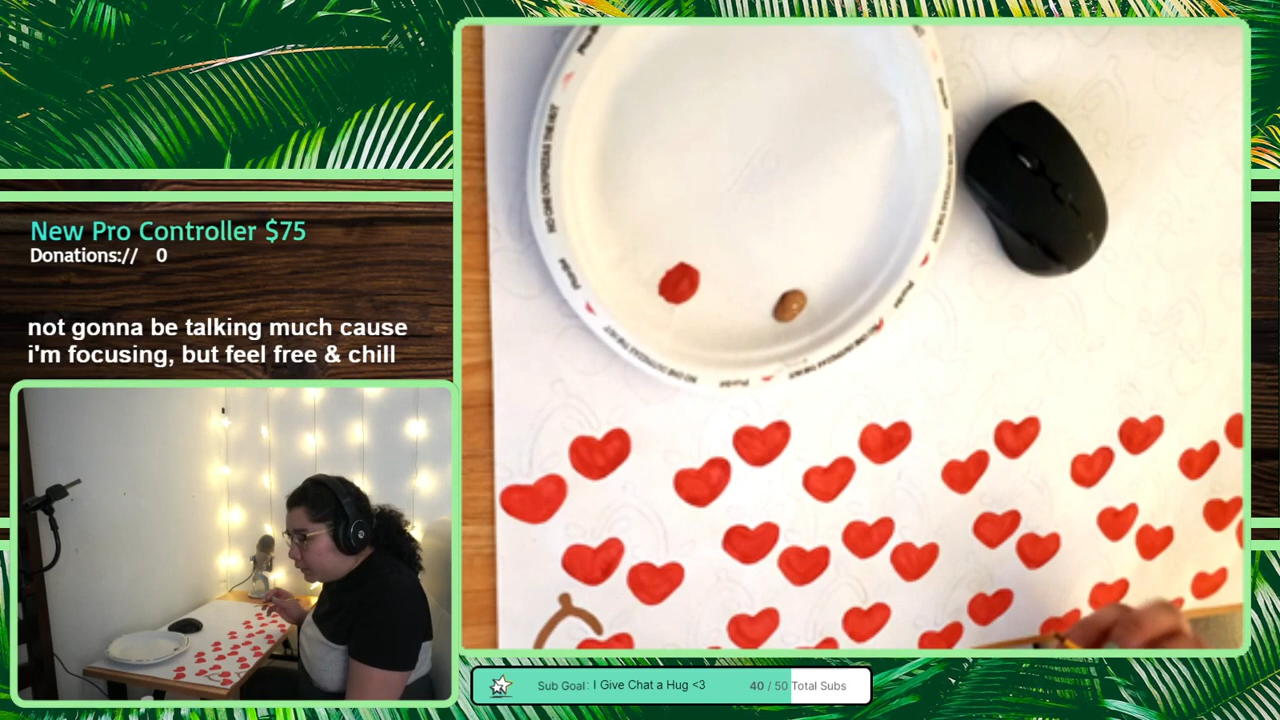 New Pro Controller $75
Donations:// 0
not gonna be talking much cause
i'm focusing, but feel free & chill
Sub Goal: I Give Chat a Hug <3 40 / 50 Total Subs